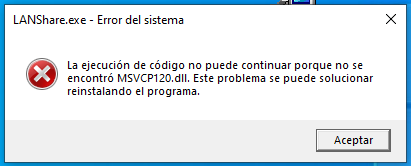 LANShare.exe - Error del sistema
La ejecución de código no puede continuar porque no se
encontró MSVCP120.dll. Este problema se puede solucionar
reinstalando el programa.
Aceptar